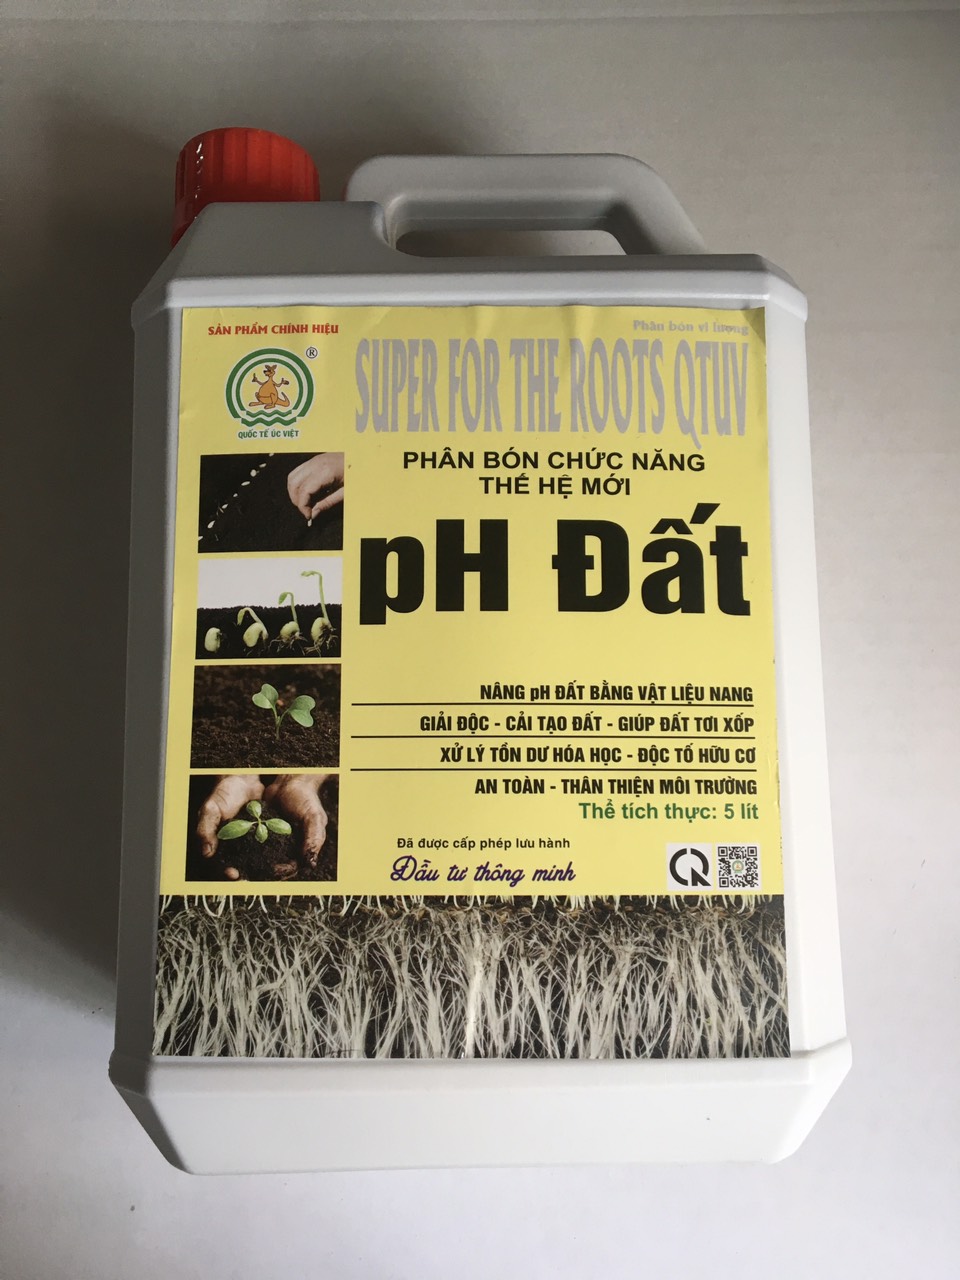 SẢN PHẨM CHÍNH HIỆU
Phân bón vi lượng
®
SUPER FOR THE ROOTS QTUV
QUỐC TẾ ÚC VIỆT
PHÂN BÓN CHỨC NĂNG
THẾ HỆ MỚI
pH Đất
NÂNG pH ĐẤT BẰNG VẬT LIỆU NANG
GIẢI ĐỘC - CẢI TẠO ĐẤT - GIÚP ĐẤT TƠI XỐP
XỬ LÝ TỒN DƯ HÓA HỌC - ĐỘC TỐ HỮU CƠ
AN TOÀN - THÂN THIỆN MÔI TRƯỜNG
Thể tích thực: 5 lít
Đã được cấp phép lưu hành
Đầu tư thông minh